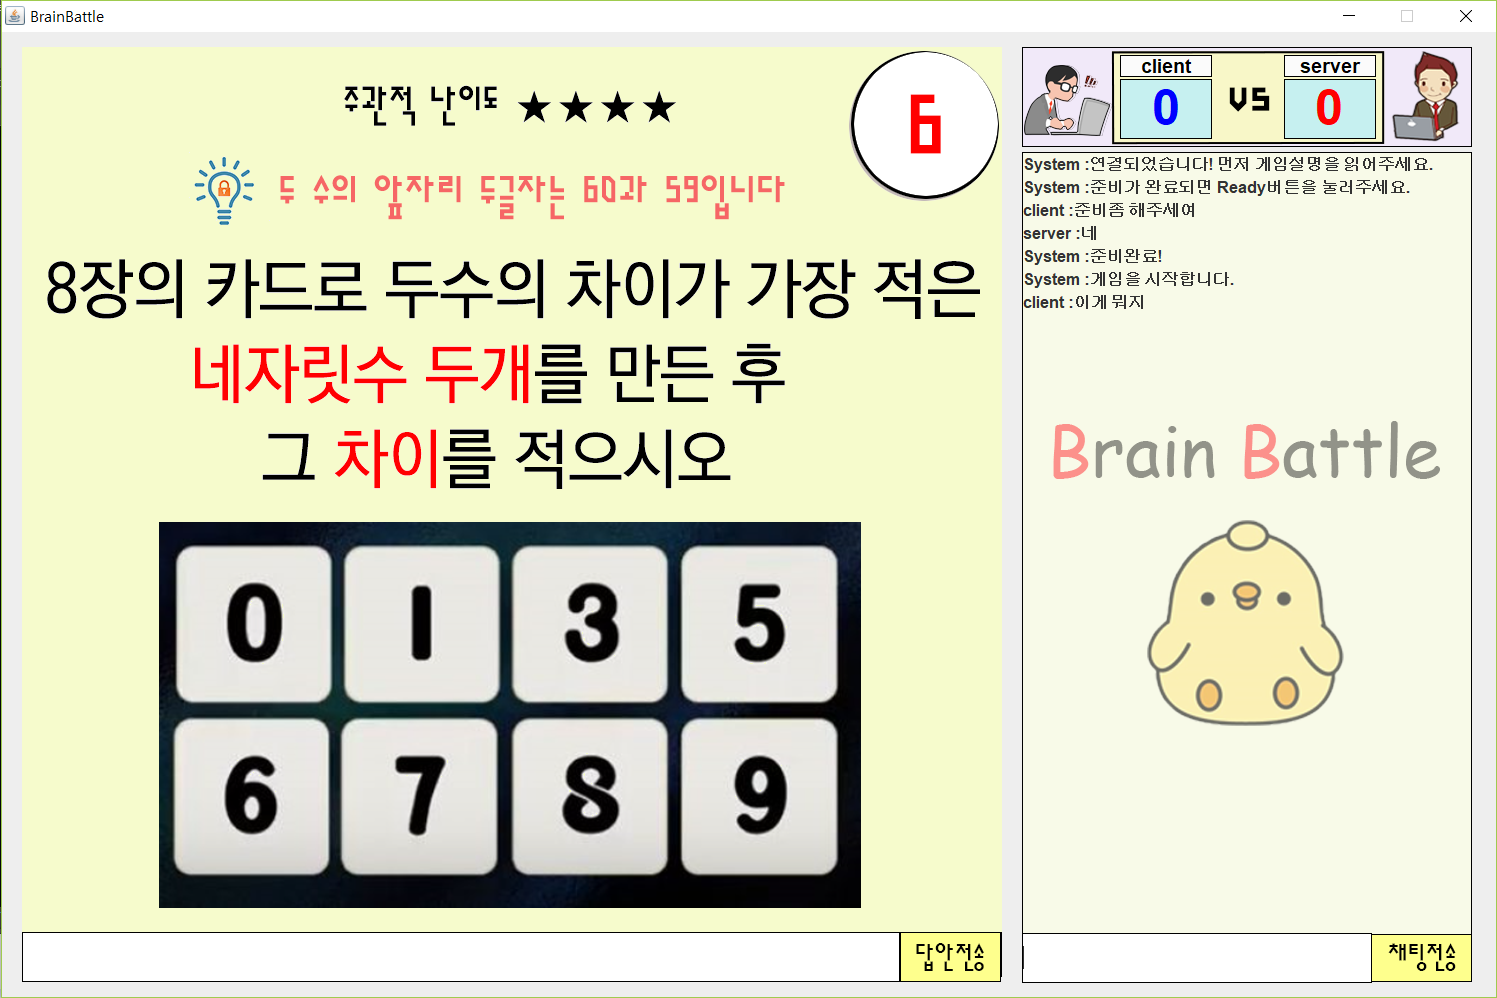 BrainBattle
주관적 난이도 ★★★★
6
두 수의 앞자리 두글자는 60과 59입니다
8장의 카드로 두수의 차이가 가장 적은
네자릿수 두개를 만든 후
그 차이를 적으시오
0 1 3 5
6 7 8 9
답안전송
client VS server
0 0
System :연결되었습니다! 먼저 게임설명을 읽어주세요.
System :준비가 완료되면 Ready버튼을 눌러주세요.
client :준비좀 해주세여
server :네
System :준비완료!
System :게임을 시작합니다.
client :이게 뭐지
Brain Battle
채팅전송